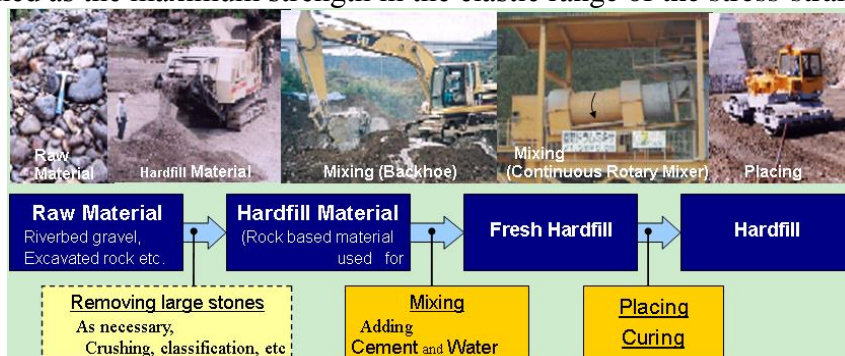 ned as the maximum strength in the elastic range of the stress-stra
Raw
Material
Hardfill Material
Mixing (Backhoe)
Mixing
(Continuous Rotary Mixer)
Placing
Raw Material
Riverbed gravel,
Excavated rock etc.
Hardfill Material
(Rock based material
used for
Fresh Hardfill
Hardfill
Removing large stones
As necessary,
Crushing, classification, etc
Mixing
Adding
Cement and Water
Placing
Curing